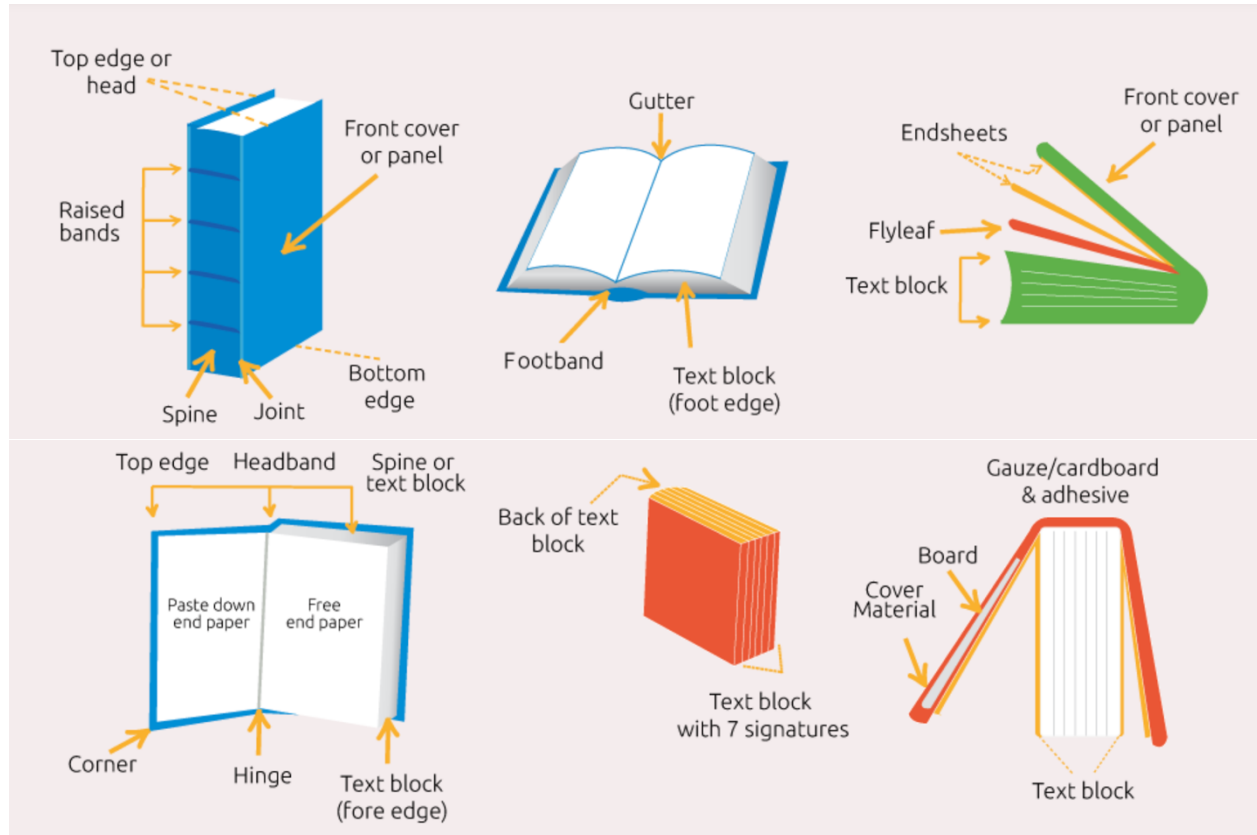 Top edge or
head
Front cover
or panel
Raised
bands
Spine
Joint
Bottom
edge
Gutter
Footband
Text block
(foot edge)
Front cover
or panel
Endsheets
Flyleaf
Text block
Top edge
Headband
Spine or
text block
Paste down
end paper
Free
end paper
Corner
Hinge
Text block
(fore edge)
Back of text
block
Text block
with 7 signatures
Gauze/cardboard
& adhesive
Board
Cover
Material
Text block